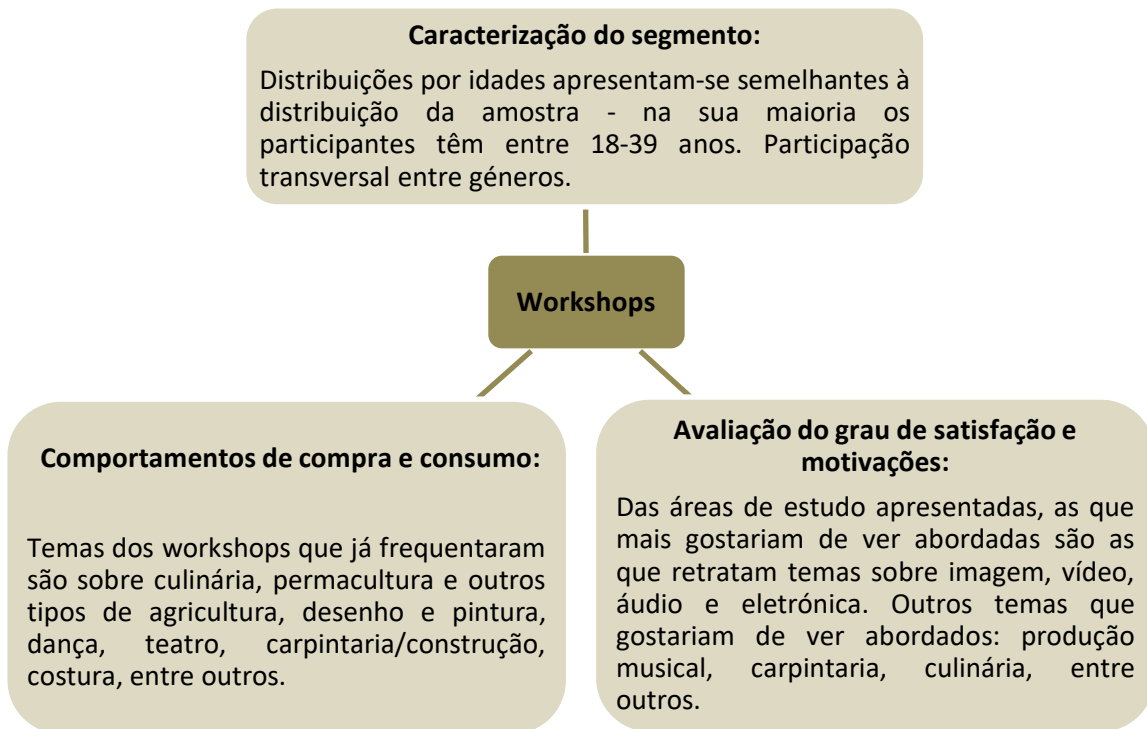 Caracterização do segmento:
Distribuições por idades apresentam-se semelhantes à
distribuição da amostra - na sua maioria os
participantes têm entre 18-39 anos. Participação
transversal entre géneros.
Workshops
Comportamentos de compra e consumo:
Temas dos workshops que já frequentaram
são sobre culinária, permacultura e outros
tipos de agricultura, desenho e pintura,
dança, teatro, carpintaria/construção,
costura, entre outros.
Avaliação do grau de satisfação e
motivações:
Das áreas de estudo apresentadas, as que
mais gostariam de ver abordadas são as
que retratam temas sobre imagem, vídeo,
áudio e eletrónica. Outros temas que
gostariam de ver abordados: produção
musical, carpintaria, culinária, entre
outros.